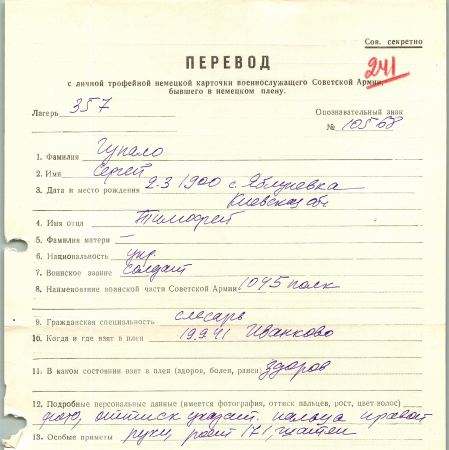 Сов. секретно
ПЕРЕВОД
241
с личной трофейной немецкой карточки военнослужащего Советской Армии,
бывшего в немецком плену.
Лагерь 357
Опознавательный знак
№ 10568
1. Фамилия Гупало
2. Имя Сергей
3. Дата и место рождения 2-3 1900 с. Яблуневка
Киевская обл
4. Имя отца Тимофей
5. Фамилия матери —
6. Национальность укр.
7. Воинское звание солдат
8. Наименование воинской части Советской Армии 1045 полк
9. Гражданская специальность слесарь
10. Когда и где взят в плен 19.9.41 Иванково
11. В каком состоянии взят в плен (здоров, болен, ранен) здоров
12. Подробные персональные данные (имеется фотография, оттиск пальцев, рост, цвет волос)
фото, оттиск указат, пальца правой
13. Особые приметы руки, рост 171, шатен